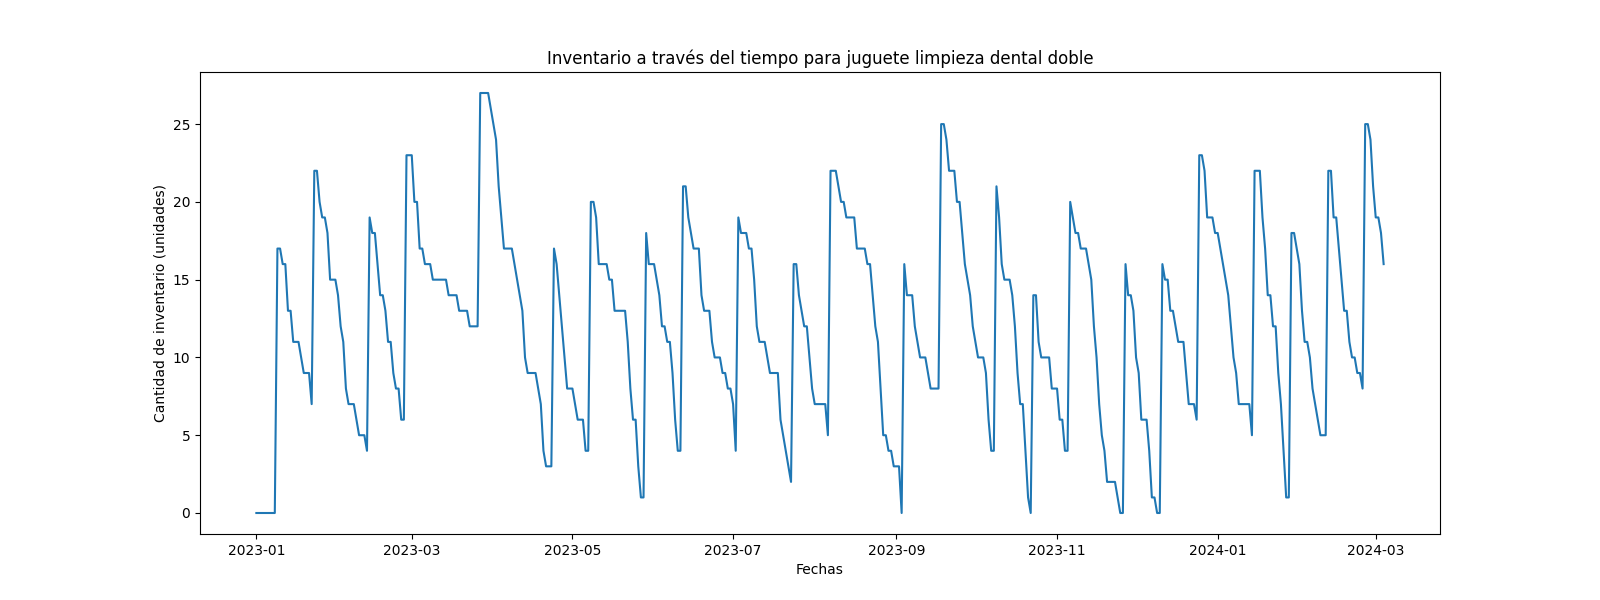 Inventario a través del tiempo para juguete limpieza dental doble
Cantidad de inventario (unidades)
25
20
15
10
5
0
2023-01 2023-03 2023-05 2023-07 2023-09 2023-11 2024-01 2024-03
Fechas